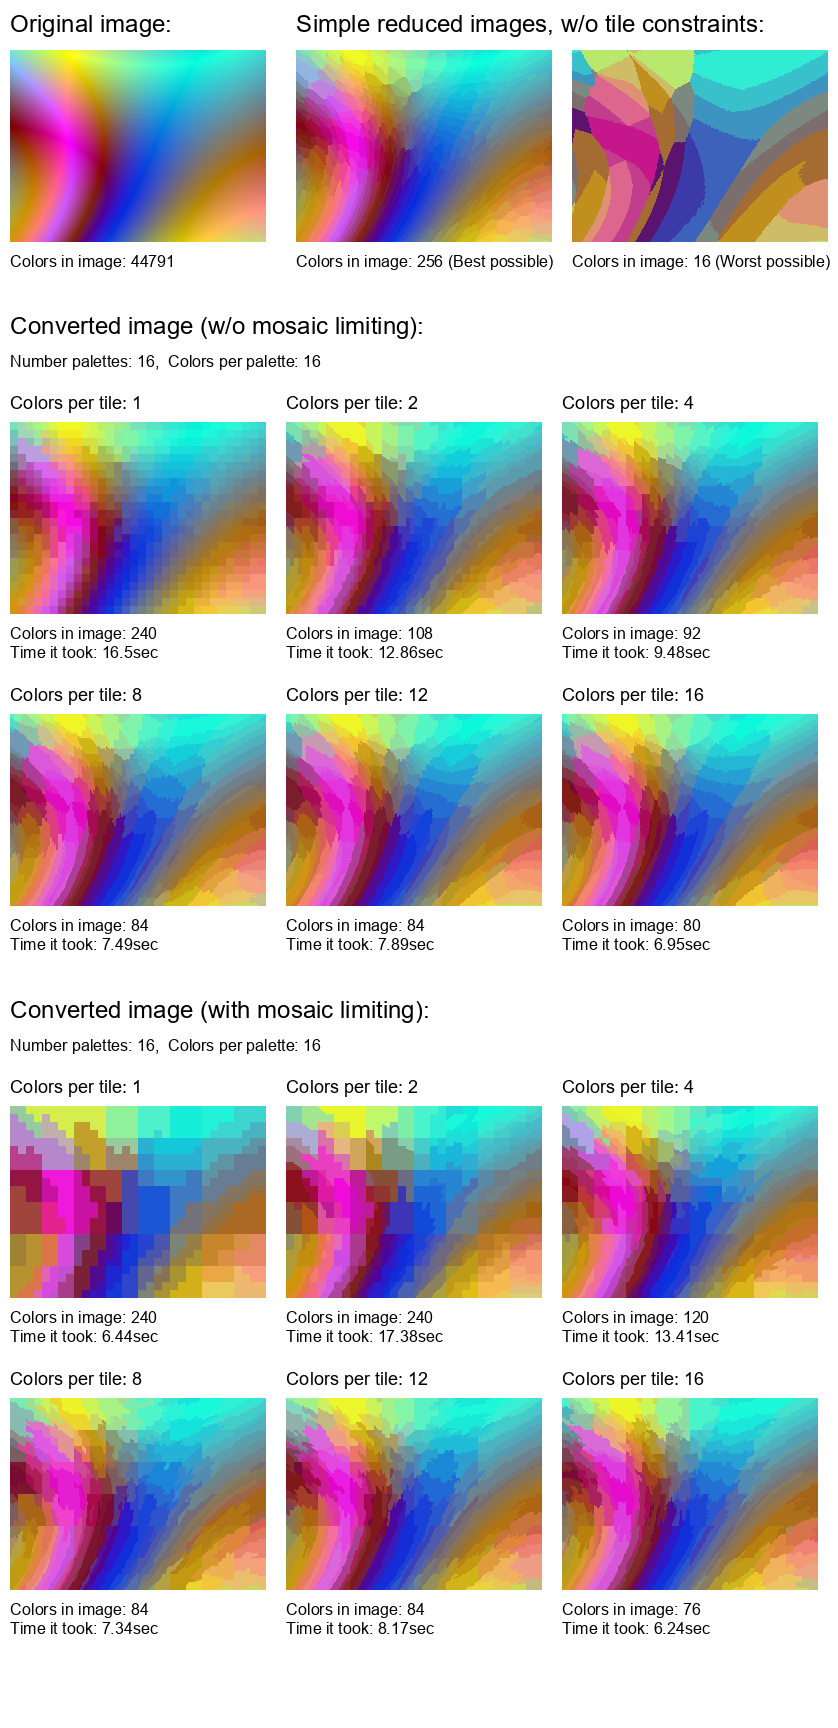 Original image:
Simple reduced images, w/o tile constraints:
Colors in image: 44791
Colors in image: 256 (Best possible)
Colors in image: 16 (Worst possible)
Converted image (w/o mosaic limiting):
Number palettes: 16,  Colors per palette: 16
Colors per tile: 1
Colors per tile: 2
Colors per tile: 4
Colors in image: 240
Time it took: 16.5sec
Colors in image: 108
Time it took: 12.86sec
Colors in image: 92
Time it took: 9.48sec
Colors per tile: 8
Colors per tile: 12
Colors per tile: 16
Colors in image: 84
Time it took: 7.49sec
Colors in image: 84
Time it took: 7.89sec
Colors in image: 80
Time it took: 6.95sec
Converted image (with mosaic limiting):
Number palettes: 16,  Colors per palette: 16
Colors per tile: 1
Colors per tile: 2
Colors per tile: 4
Colors in image: 240
Time it took: 6.44sec
Colors in image: 240
Time it took: 17.38sec
Colors in image: 120
Time it took: 13.41sec
Colors per tile: 8
Colors per tile: 12
Colors per tile: 16
Colors in image: 84
Time it took: 7.34sec
Colors in image: 84
Time it took: 8.17sec
Colors in image: 76
Time it took: 6.24sec